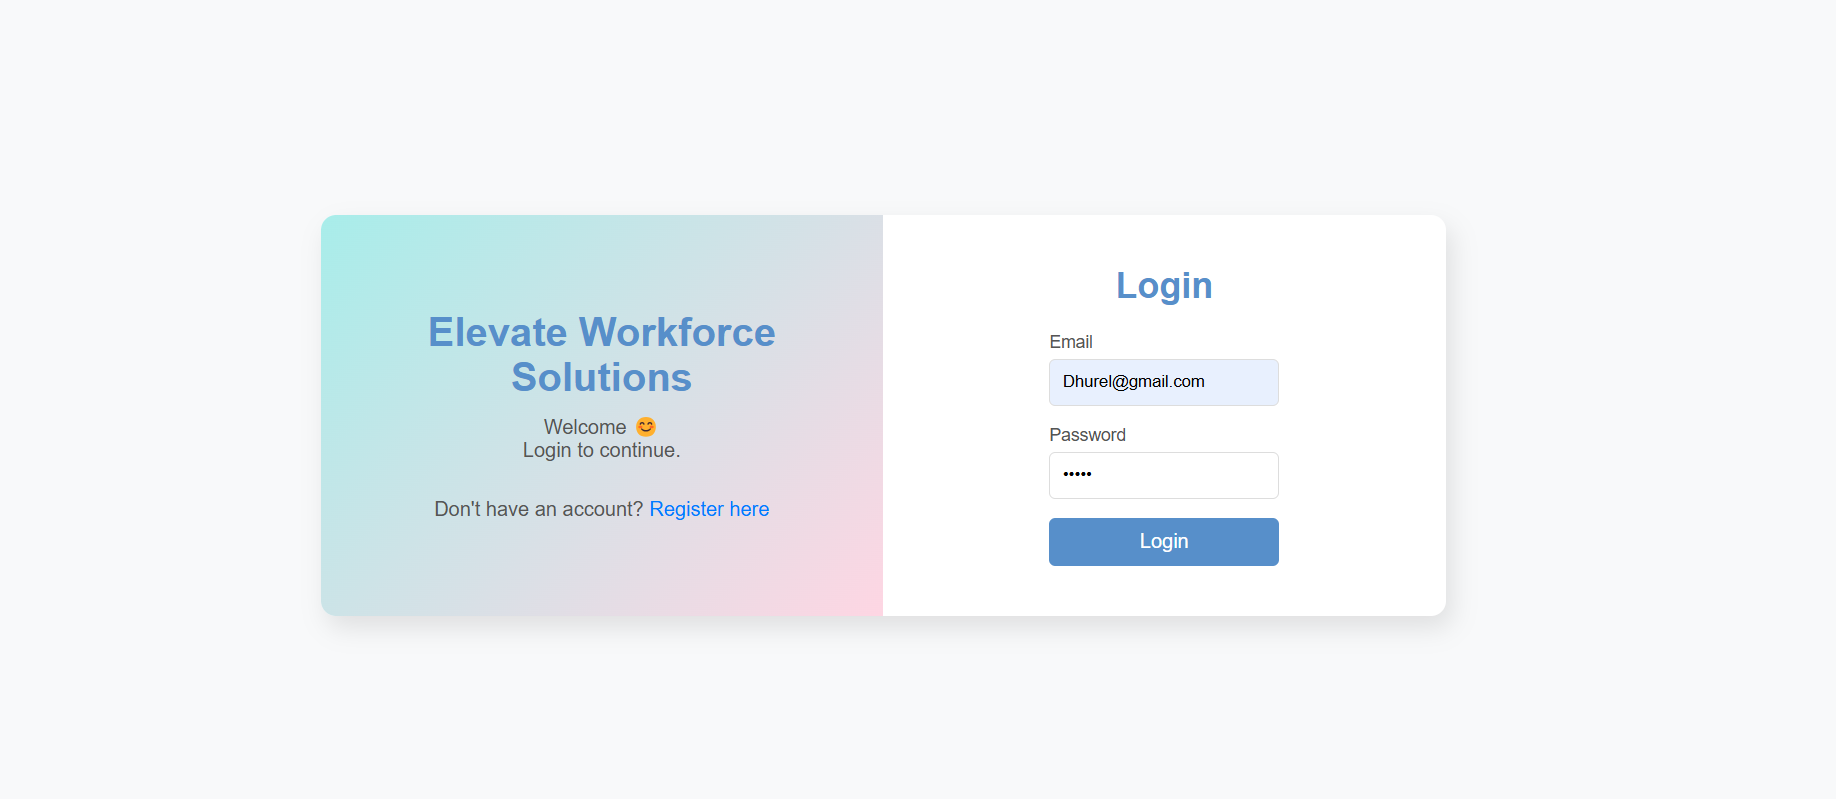 Elevate Workforce
Solutions
Welcome 😊
Login to continue.
Don't have an account? Register here
Login
Email
Dhurel@gmail.com
Password
•••••
Login